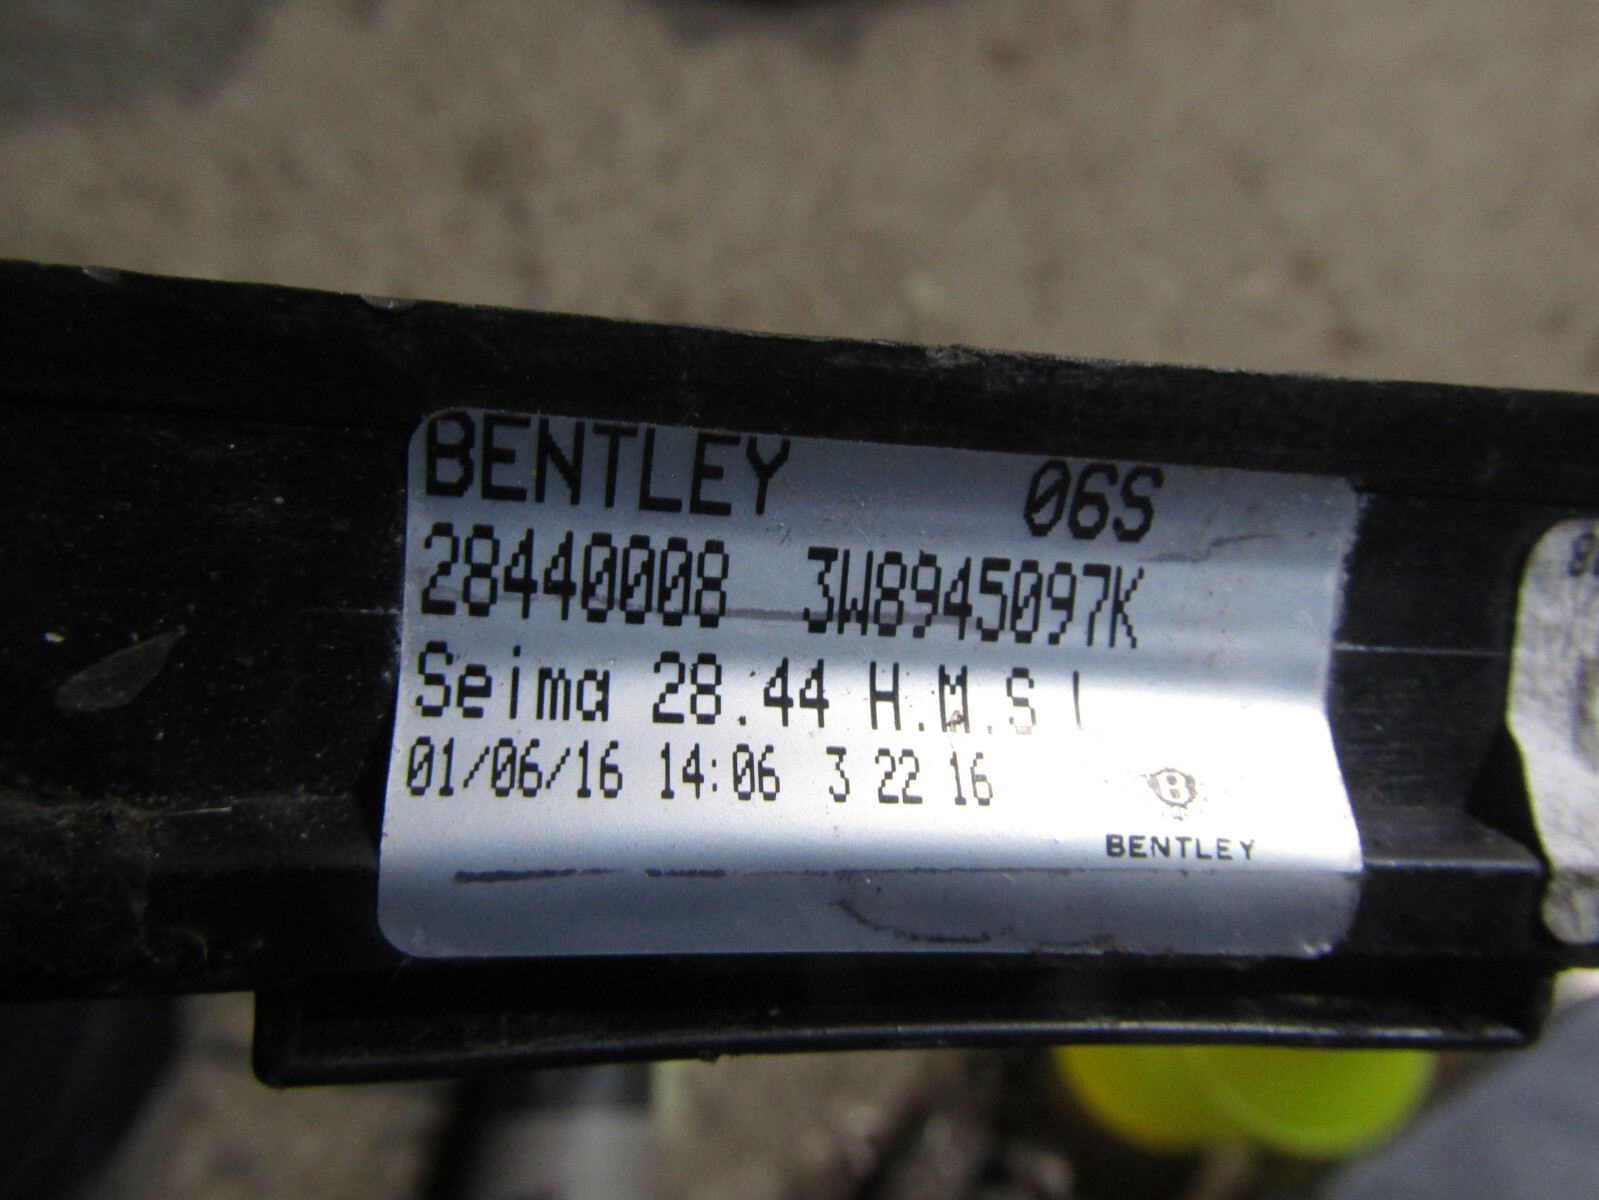 BENTLEY 06S
28440008 3W8945097K
Seima 28.44 H.M.S
01/06/16 14:06 3 22 16
B
BENTLEY